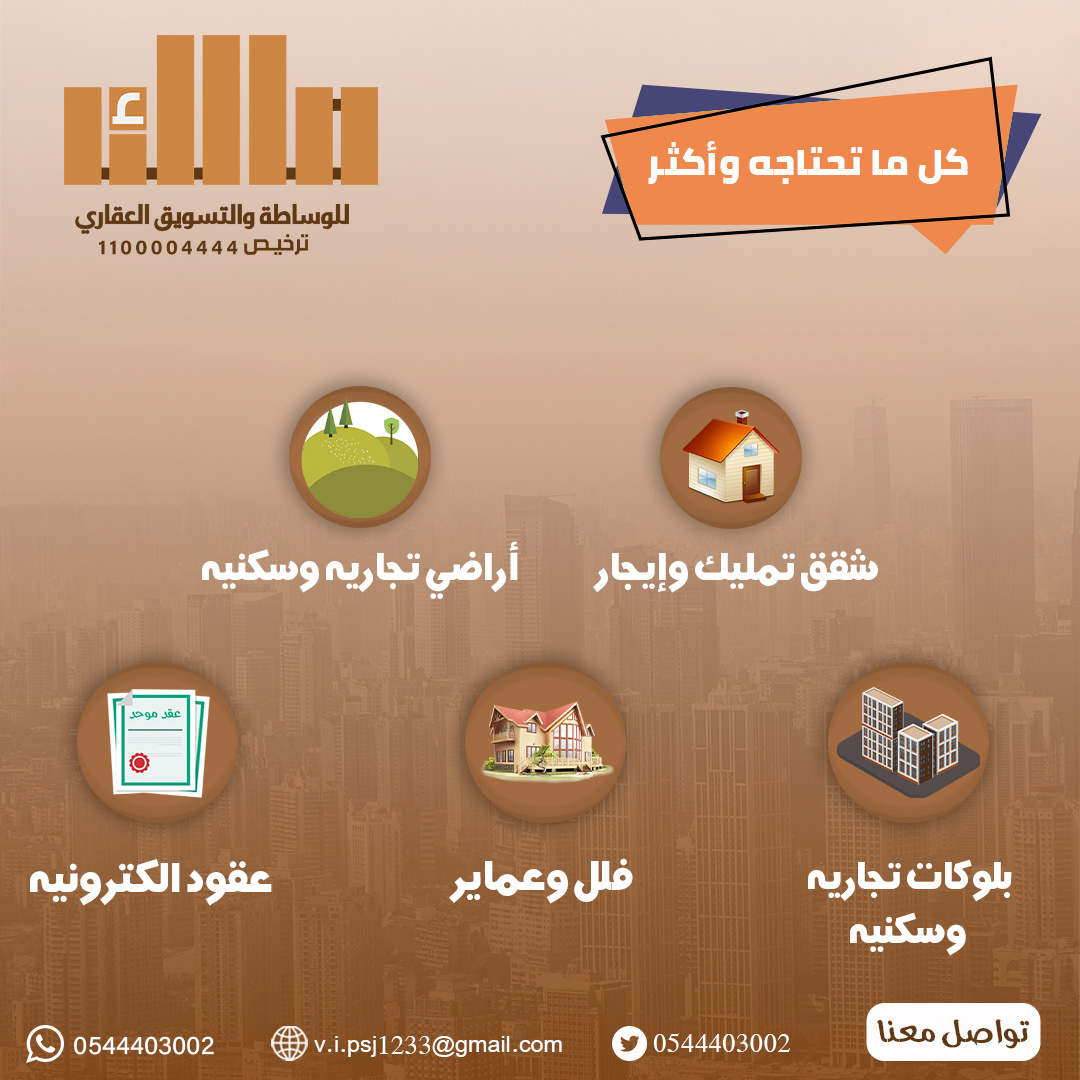 كل ما تحتاجه وأكثر
للوساطة والتسويق العقاري
ترخيص 1100004444
شقق تمليك وإيجار
أراضي تجاريه وسكنيه
بلوكات تجاريه
وسكنيه
فلل وعماير
عقد موحد
عقود الكترونيه
تواصل معنا
0544403002
v.i.psj1233@gmail.com
0544403002